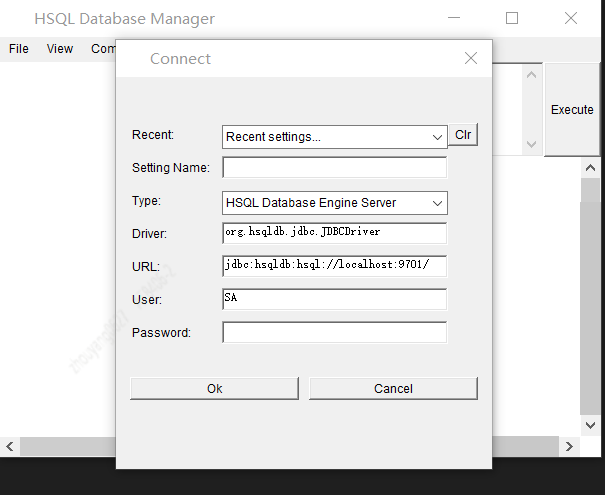 HSQL Database Manager
File View Com
Connect
Execute
Recent: Recent settings... Clr
Setting Name:
Type: HSQL Database Engine Server
Driver: org.hsqldb.jdbc.JDBCDriver
URL: jdbc:hsqldb:hsql://localhost:9701/
User: SA
Password:
Ok Cancel